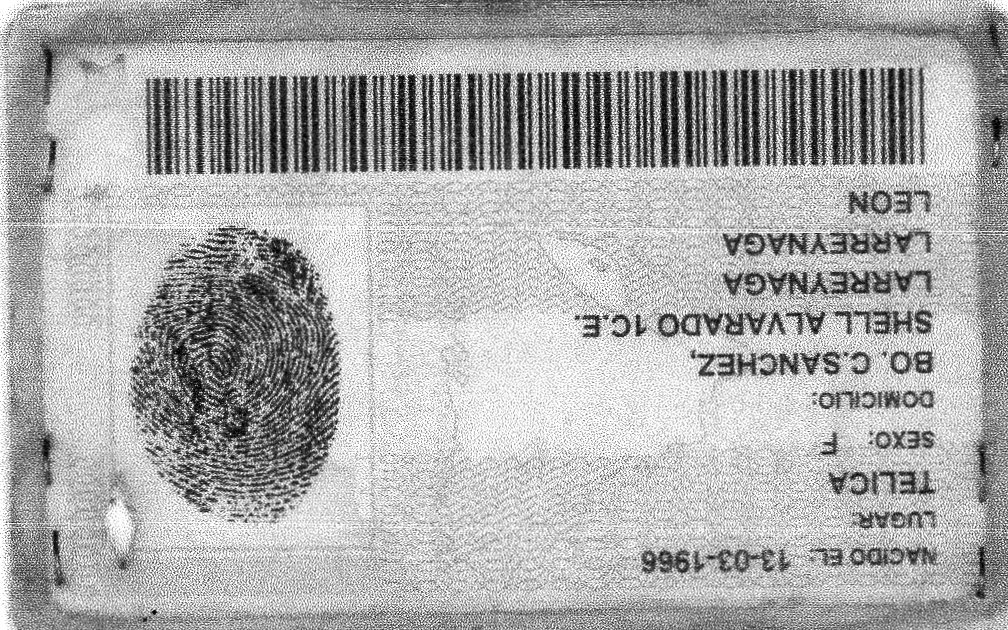 NACIDO EL: 13-03-1966
LUGAR:
TELICA
SEXO: F
DOMICILIO:
BO. C.SANCHEZ,
SHELL ALVARADO 1C.E.
LARREYNAGA
LARREYNAGA
LEON